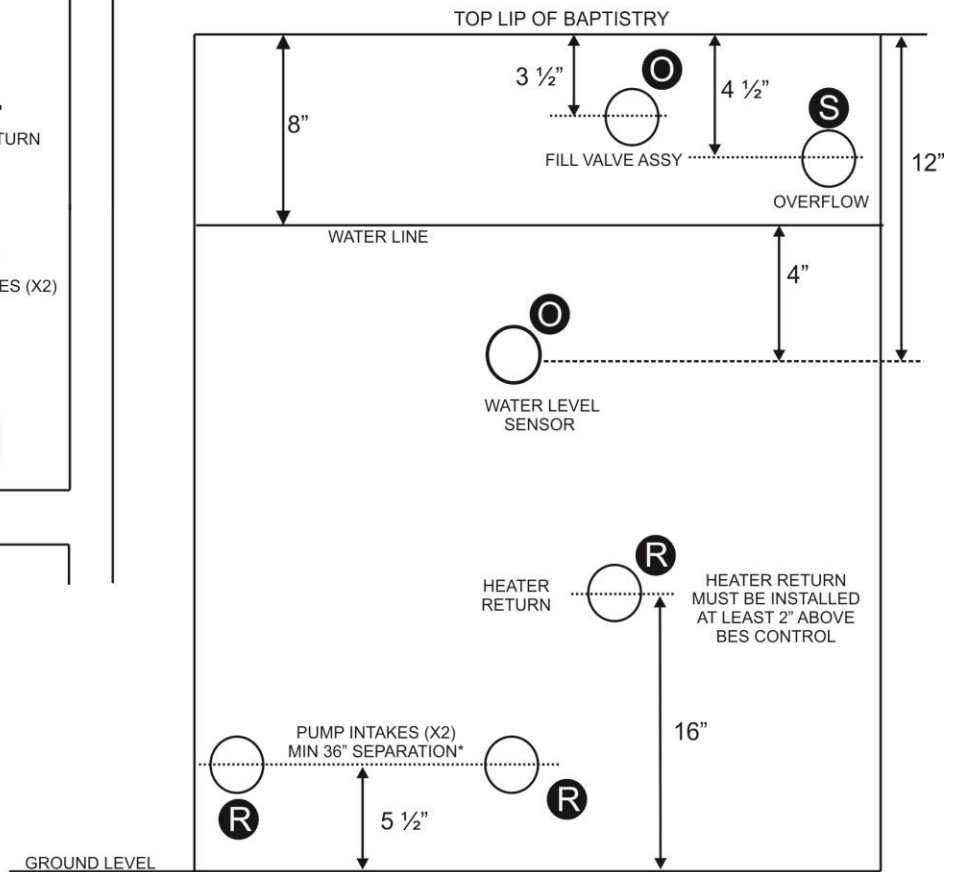 TOP LIP OF BAPTISTRY
3 ½”
O
4 ½”
S
8”
12”
FILL VALVE ASSY
OVERFLOW
WATER LINE
4”
O
WATER LEVEL
SENSOR
R
HEATER
RETURN
HEATER RETURN
MUST BE INSTALLED
AT LEAST 2” ABOVE
BES CONTROL
16”
PUMP INTAKES (X2)
MIN 36” SEPARATION*
R
R
5 ½”
GROUND LEVEL
TURN
ES (X2)